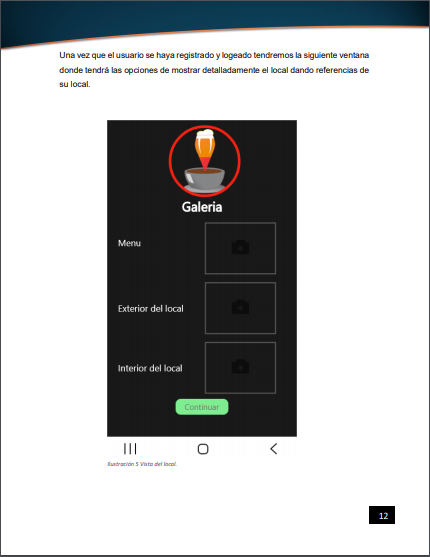 Una vez que el usuario se haya registrado y logeado tendremos la siguiente ventana
donde tendrá las opciones de mostrar detalladamente el local dando referencias de
su local.
Galeria
Menu
Exterior del local
Interior del local
Continuar
Ilustración 5 Vista del local.
12